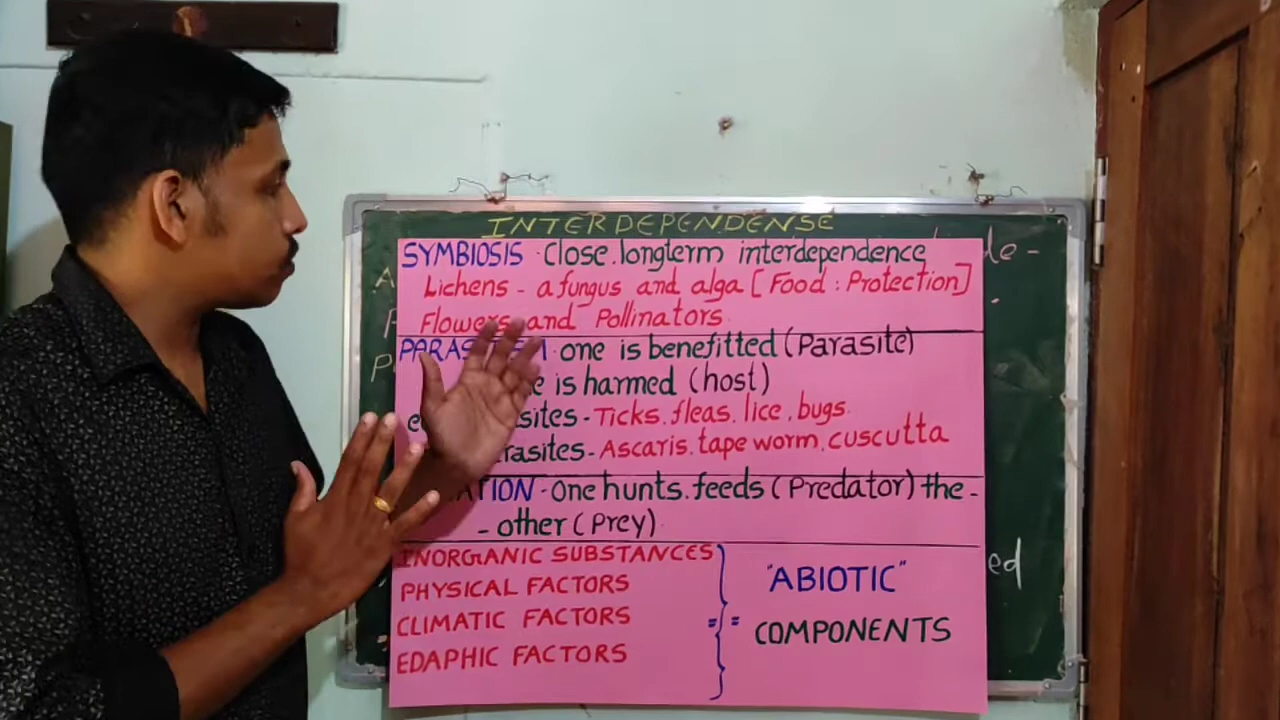 INTERDEPENDENSE
SYMBIOSIS - Close longterm interdependence
Lichens - a fungus and alga [Food : Protection]
Flowers and Pollinators.
one is benefitted (Parasite)
is harmed (host)
Ticks. fleas. lice, bugs.
Ascaris. tape worm, cuscutta
One hunts. feeds (Predator) the -
- other (Prey)
INORGANIC SUBSTANCES
PHYSICAL FACTORS
CLIMATIC FACTORS
EDAPHIC FACTORS
= =
"ABIOTIC"
COMPONENTS